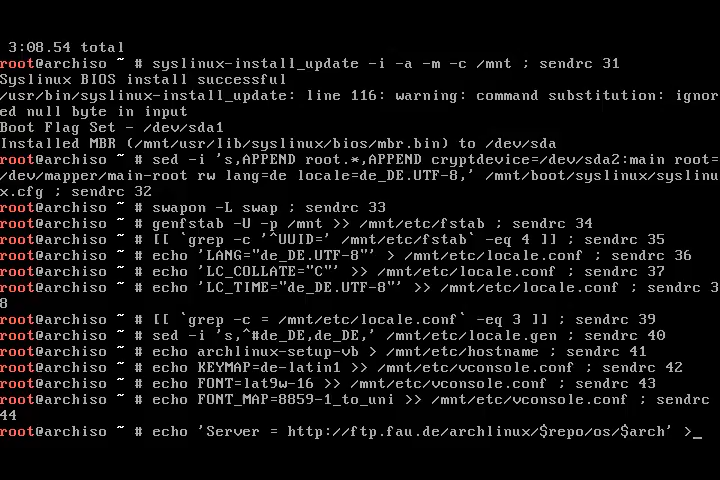 3:08.54 total
root@archiso ~ # syslinux-install_update -i -a -m -c /mnt ; sendrc 31
Syslinux BIOS install successful
/usr/bin/syslinux-install_update: line 116: warning: command substitution: ignor
ed null byte in input
Boot Flag Set - /dev/sda1
Installed MBR (/mnt/usr/lib/syslinux/bios/mbr.bin) to /dev/sda
root@archiso ~ # sed -i 's,APPEND root.*,APPEND cryptdevice=/dev/sda2:main root=
/dev/mapper/main-root rw lang=de locale=de_DE.UTF-8,' /mnt/boot/syslinux/syslinu
x.cfg ; sendrc 32
root@archiso ~ # swapon -L swap ; sendrc 33
root@archiso ~ # genfstab -U -p /mnt >> /mnt/etc/fstab ; sendrc 34
root@archiso ~ # [[ `grep -c '^UUID=' /mnt/etc/fstab` -eq 4 ]] ; sendrc 35
root@archiso ~ # echo 'LANG="de_DE.UTF-8"' > /mnt/etc/locale.conf ; sendrc 36
root@archiso ~ # echo 'LC_COLLATE="C"' >> /mnt/etc/locale.conf ; sendrc 37
root@archiso ~ # echo 'LC_TIME="de_DE.UTF-8"' >> /mnt/etc/locale.conf ; sendrc 3
8
root@archiso ~ # [[ `grep -c = /mnt/etc/locale.conf` -eq 3 ]] ; sendrc 39
root@archiso ~ # sed -i 's,^#de_DE,de_DE,' /mnt/etc/locale.gen ; sendrc 40
root@archiso ~ # echo archlinux-setup-vb > /mnt/etc/hostname ; sendrc 41
root@archiso ~ # echo KEYMAP=de-latin1 >> /mnt/etc/vconsole.conf ; sendrc 42
root@archiso ~ # echo FONT=lat9w-16 >> /mnt/etc/vconsole.conf ; sendrc 43
root@archiso ~ # echo FONT_MAP=8859-1_to_uni >> /mnt/etc/vconsole.conf ; sendrc
44
root@archiso ~ # echo 'Server = http://ftp.fau.de/archlinux/$repo/os/$arch' >_